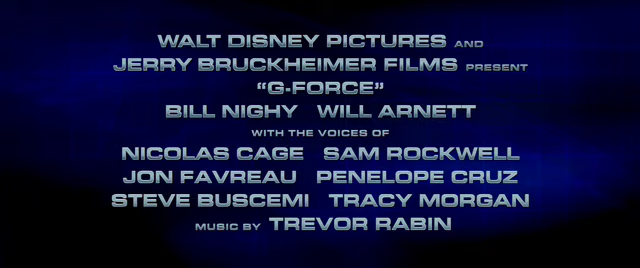 WALT DISNEY PICTURES AND
JERRY BRUCKHEIMER FILMS PRESENT
“G-FORCE”
BILL NIGHY WILL ARNETT
WITH THE VOICES OF
NICOLAS CAGE SAM ROCKWELL
JON FAVREAU PENELOPE CRUZ
STEVE BUSCEMI TRACY MORGAN
MUSIC BY TREVOR RABIN